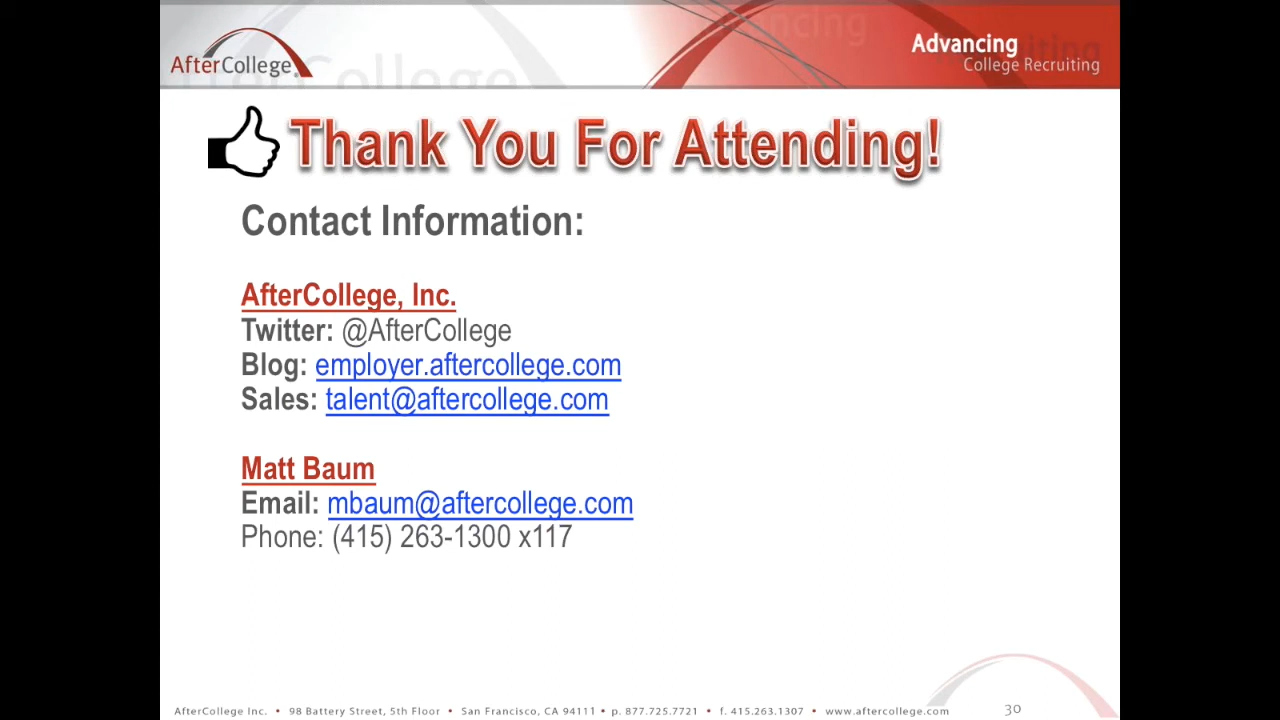 AfterCollege
Advancing
College Recruiting
Thank You For Attending!
Contact Information:
AfterCollege, Inc.
Twitter: @AfterCollege
Blog: employer.aftercollege.com
Sales: talent@aftercollege.com
Matt Baum
Email: mbaum@aftercollege.com
Phone: (415) 263-1300 x117
AfterCollege Inc. • 98 Battery Street, 5th Floor • San Francisco, CA 94111 • p. 877.725.7721 • f. 415.263.1307 • www.aftercollege.com
30